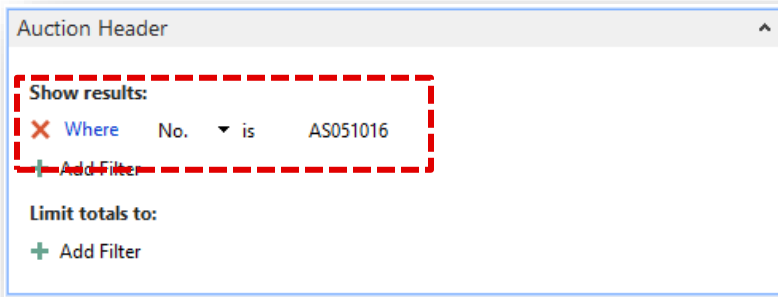 Auction Header
Show results:
Where No. is AS051016
Add Filter
Limit totals to:
Add Filter